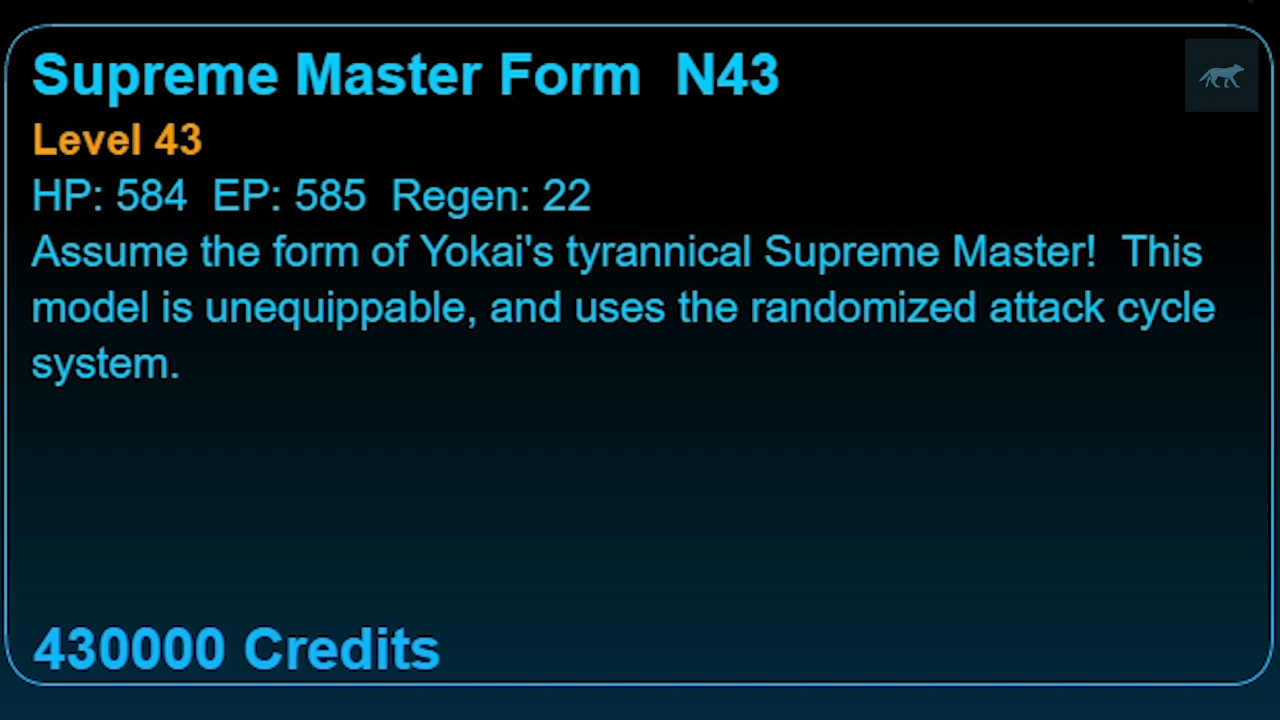 Supreme Master Form  N43
Level 43
HP: 584  EP: 585  Regen: 22
Assume the form of Yokai's tyrannical Supreme Master!  This
model is unequippable, and uses the randomized attack cycle
system.
430000 Credits